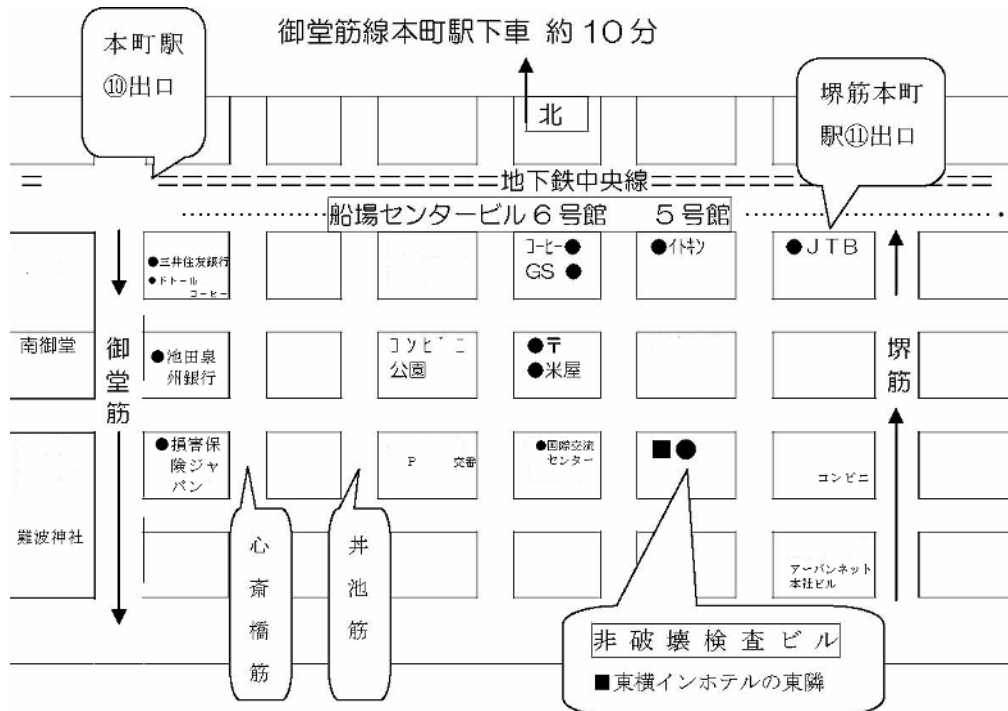 御堂筋線本町駅下車 約10分
本町駅
⑩出口
北
堺筋本町
駅⑪出口
地下鉄中央線
船場センタービル6号館 5号館
●三井住友銀行
●ドトール
コーヒー
コーヒー●
GS ●
●イトキン
●JTB
南御堂
御堂筋
●池田泉
州銀行
コンビニ
公園
●〒
●米屋
堺筋
●損害保
険ジャ
パン
P 交番
●国際交流
センター
■●
コンビニ
難波神社
心斎橋筋
丼池筋
アーバンネット
本社ビル
非破壊検査ビル
■東横インホテルの東隣